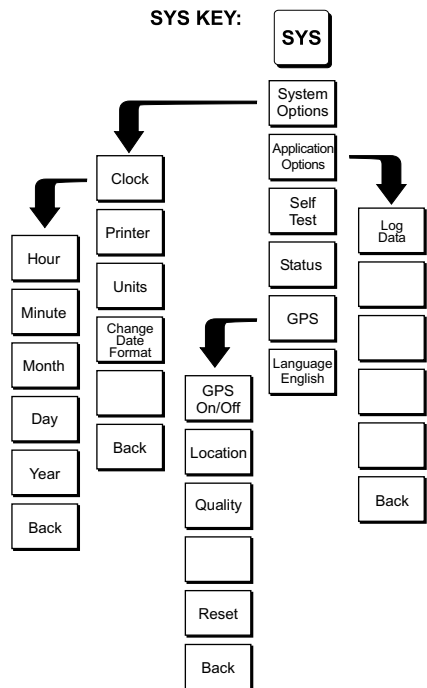 SYS KEY:
SYS
System
Options
Application
Options
Self
Test
Status
GPS
Language
English
Clock
Printer
Units
Change
Date
Format
Back
Hour
Minute
Month
Day
Year
Back
GPS
On/Off
Location
Quality
Reset
Back
Log
Data
Back